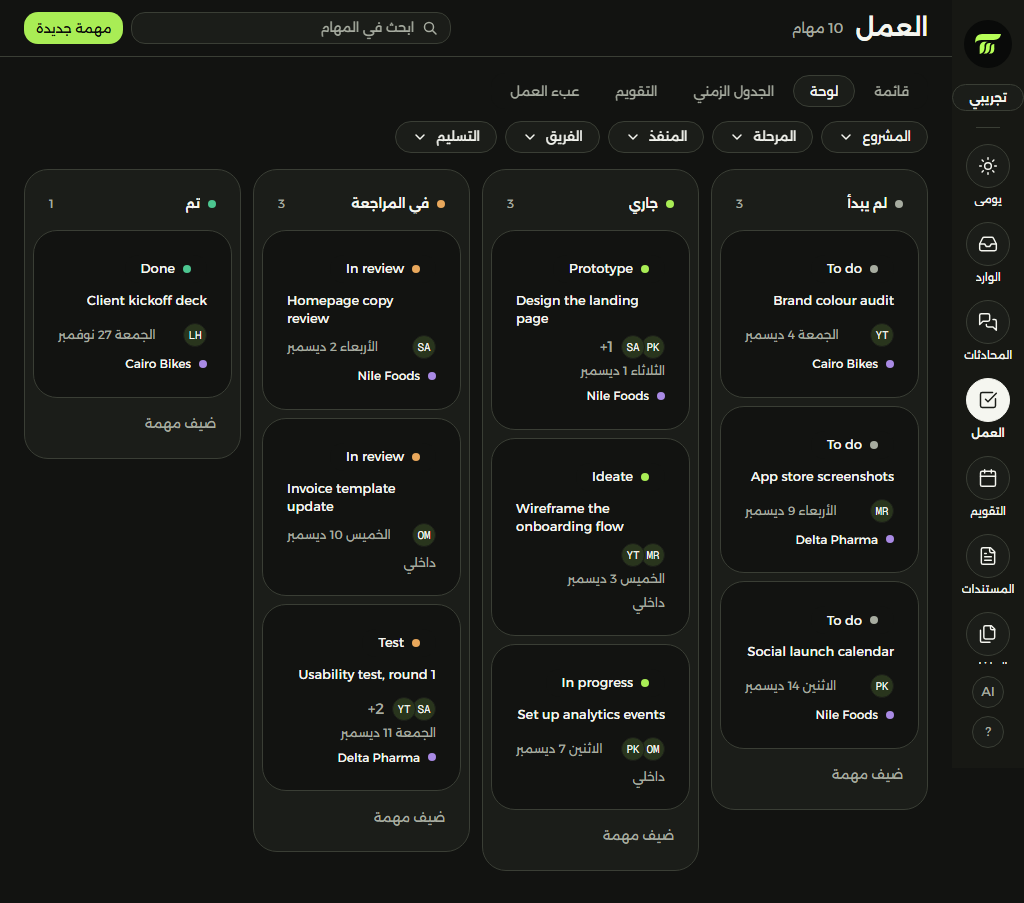 العمل
10 مهام
ابحث في المهام
مهمة جديدة
تجريبي
يومي
الوارد
المحادثات
العمل
التقويم
المستندات
AI
?
قائمة
لوحة
الجدول الزمني
التقويم
عبء العمل
المشروع
المرحلة
المنفذ
الفريق
التسليم
لم يبدأ
3
To do
Brand colour audit
YT
الجمعة 4 ديسمبر
Cairo Bikes
To do
App store screenshots
MR
الأربعاء 9 ديسمبر
Delta Pharma
To do
Social launch calendar
PK
الاثنين 14 ديسمبر
Nile Foods
ضيف مهمة
جاري
3
Prototype
Design the landing
page
+1 SA PK
الثلاثاء 1 ديسمبر
Nile Foods
Ideate
Wireframe the
onboarding flow
YT MR
الخميس 3 ديسمبر
داخلي
In progress
Set up analytics events
PK OM
الاثنين 7 ديسمبر
داخلي
ضيف مهمة
في المراجعة
3
In review
Homepage copy
review
SA
الأربعاء 2 ديسمبر
Nile Foods
In review
Invoice template
update
OM
الخميس 10 ديسمبر
داخلي
Test
Usability test, round 1
+2 YT SA
الجمعة 11 ديسمبر
Delta Pharma
ضيف مهمة
تم
1
Done
Client kickoff deck
LH
الجمعة 27 نوفمبر
Cairo Bikes
ضيف مهمة